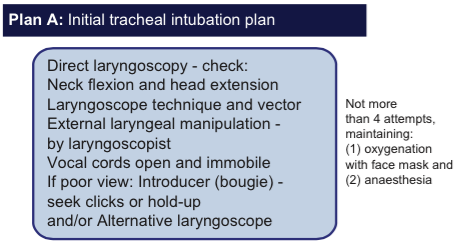 Plan A: Initial tracheal intubation plan
Direct laryngoscopy - check:
Neck flexion and head extension
Laryngoscope technique and vector
External laryngeal manipulation -
by laryngoscopist
Vocal cords open and immobile
If poor view: Introducer (bougie) -
seek clicks or hold-up
and/or Alternative laryngoscope
Not more
than 4 attempts,
maintaining:
(1) oxygenation
with face mask and
(2) anaesthesia